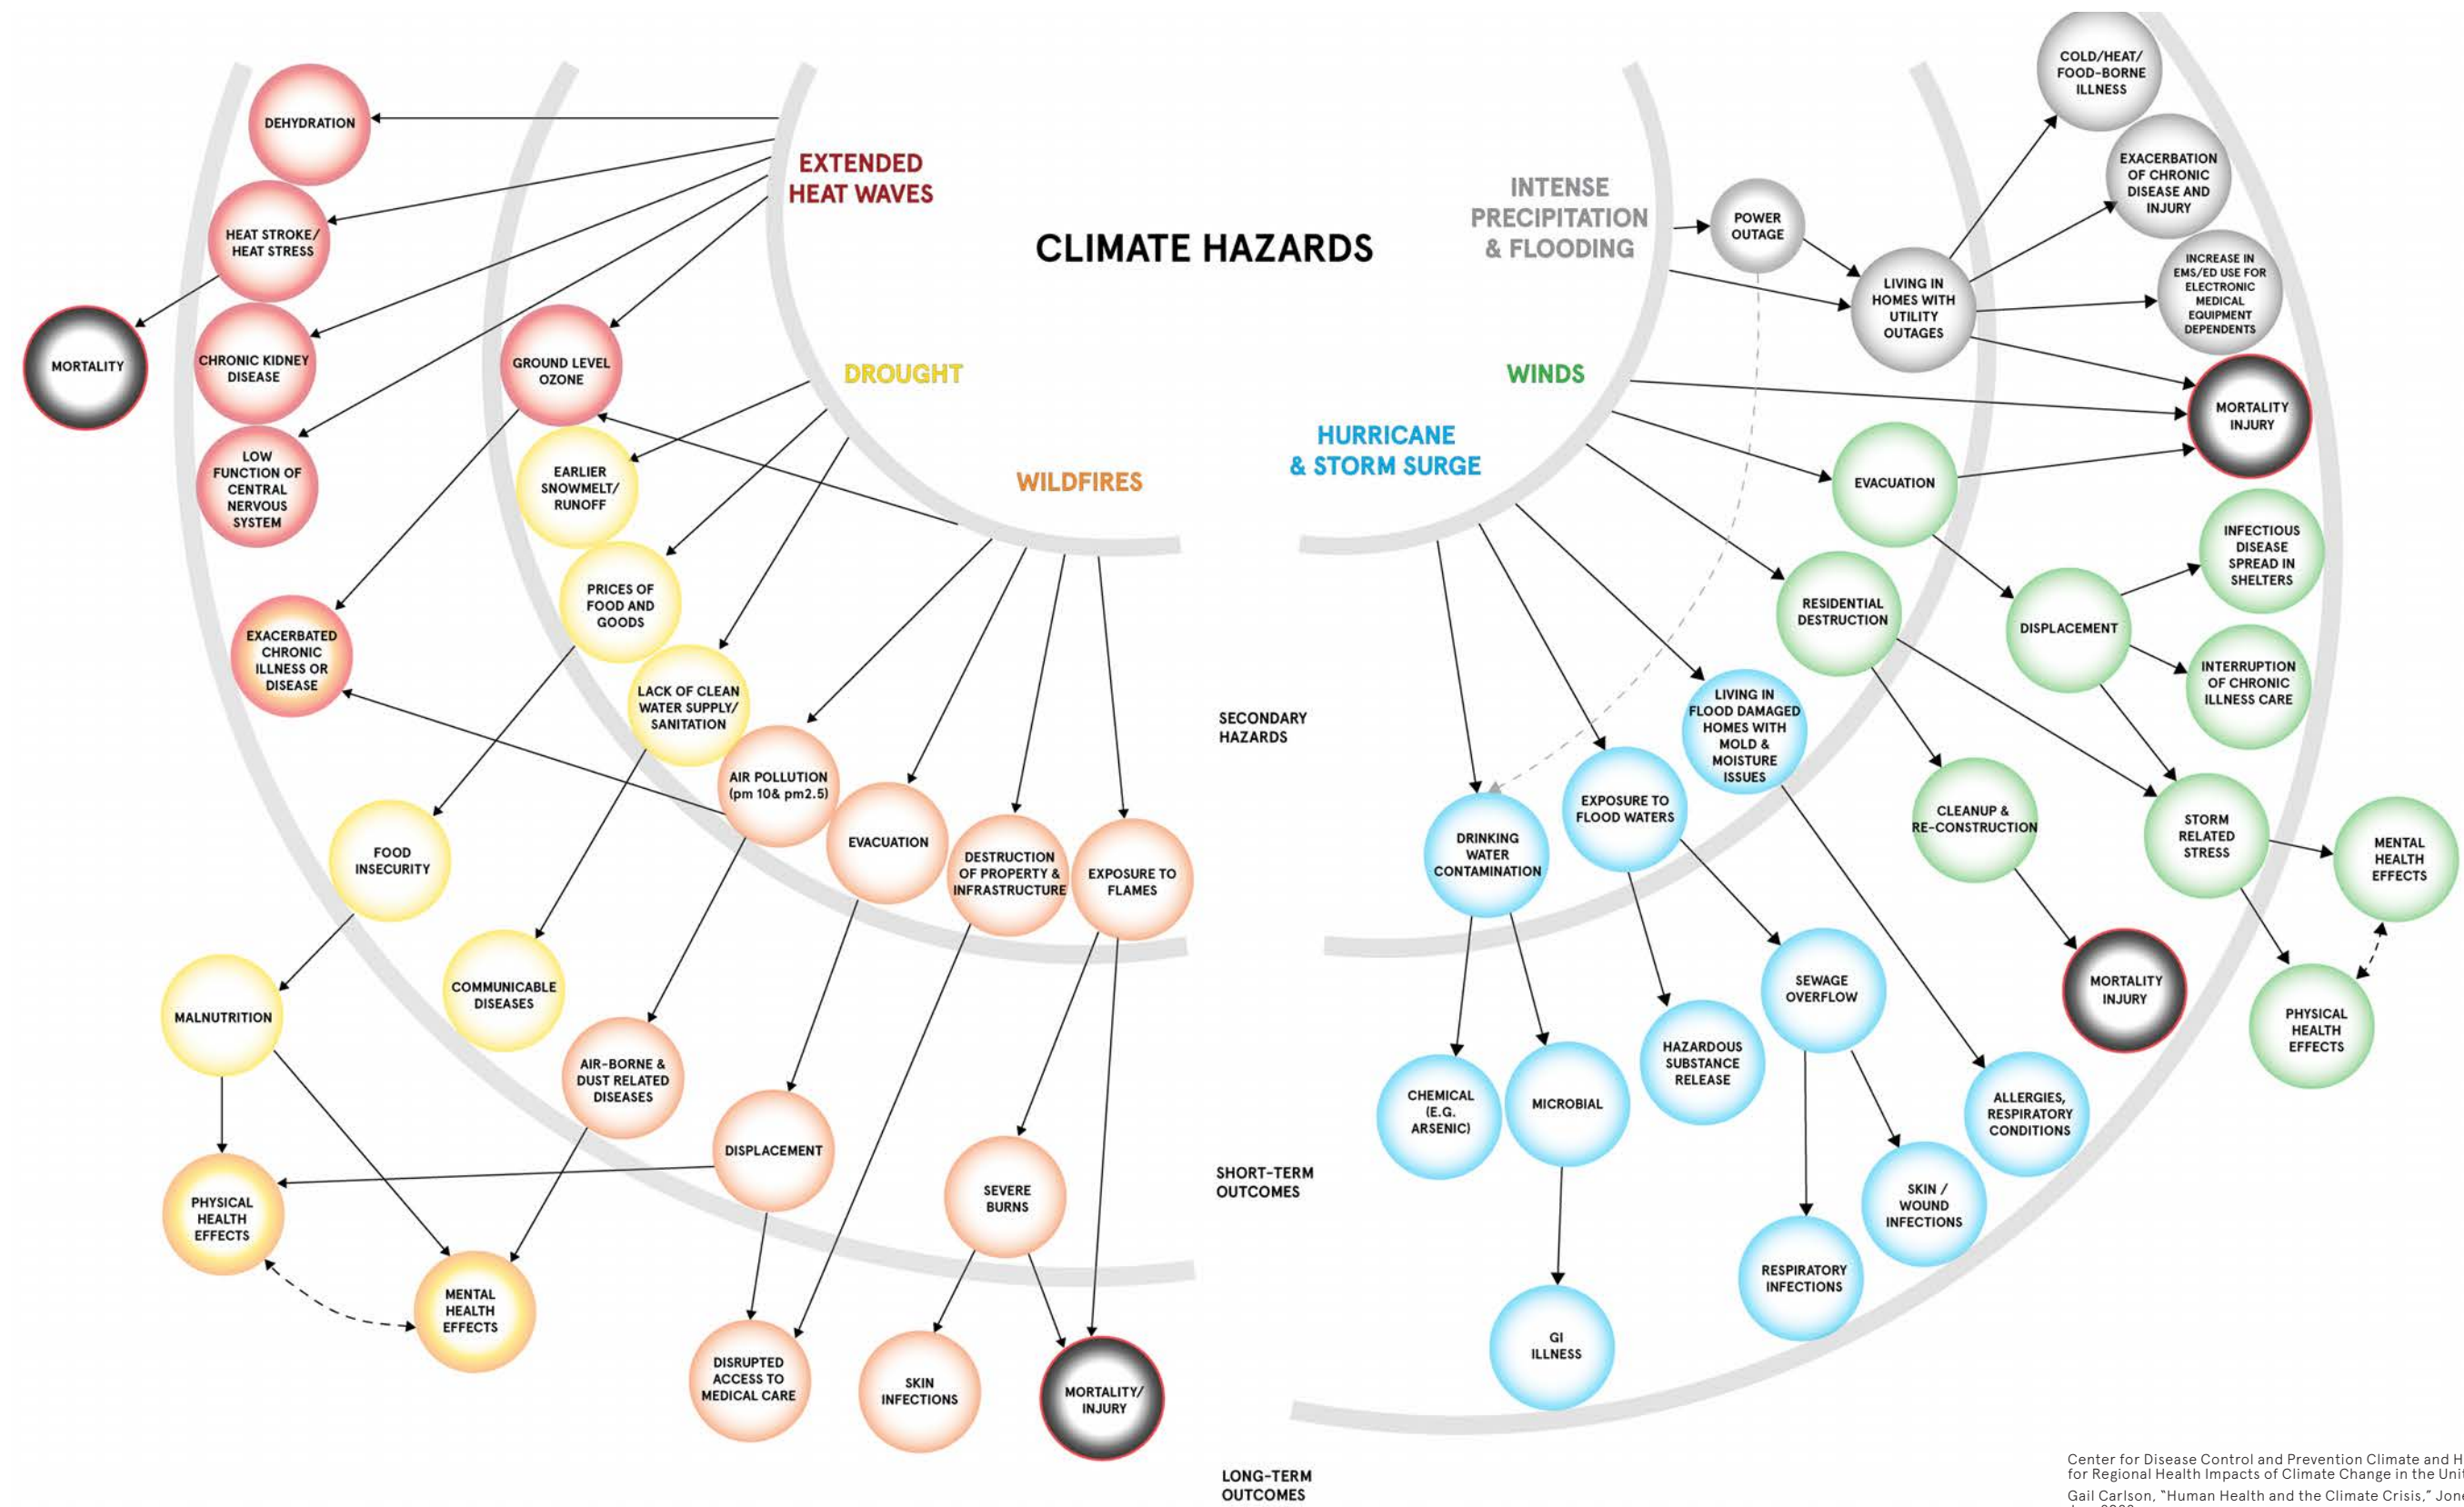 CLIMATE HAZARDS
EXTENDED
HEAT WAVES
DROUGHT
WILDFIRES
DEHYDRATION
HEAT STROKE/
HEAT STRESS
MORTALITY
CHRONIC KIDNEY
DISEASE
LOW
FUNCTION OF
CENTRAL
NERVOUS
SYSTEM
GROUND LEVEL
OZONE
EARLIER
SNOWMELT/
RUNOFF
PRICES OF
FOOD AND
GOODS
LACK OF CLEAN
WATER SUPPLY/
SANITATION
EXACERBATED
CHRONIC
ILLNESS OR
DISEASE
AIR POLLUTION
(pm 10& pm2.5)
EVACUATION
DESTRUCTION
OF PROPERTY &
INFRASTRUCTURE
EXPOSURE TO
FLAMES
FOOD
INSECURITY
COMMUNICABLE
DISEASES
MALNUTRITION
AIR-BORNE &
DUST RELATED
DISEASES
DISPLACEMENT
SEVERE
BURNS
PHYSICAL
HEALTH
EFFECTS
MENTAL
HEALTH
EFFECTS
DISRUPTED
ACCESS TO
MEDICAL CARE
SKIN
INFECTIONS
MORTALITY/
INJURY
SECONDARY
HAZARDS
SHORT-TERM
OUTCOMES
LONG-TERM
OUTCOMES
INTENSE
PRECIPITATION
& FLOODING
WINDS
HURRICANE
& STORM SURGE
POWER
OUTAGE
LIVING IN
HOMES WITH
UTILITY
OUTAGES
COLD/HEAT/
FOOD-BORNE
ILLNESS
EXACERBATION
OF CHRONIC
DISEASE AND
INJURY
INCREASE IN
EMS/ED USE FOR
ELECTRONIC
MEDICAL
EQUIPMENT
DEPENDENTS
MORTALITY
INJURY
EVACUATION
INFECTIOUS
DISEASE
SPREAD IN
SHELTERS
RESIDENTIAL
DESTRUCTION
DISPLACEMENT
INTERRUPTION
OF CHRONIC
ILLNESS CARE
LIVING IN
FLOOD DAMAGED
HOMES WITH
MOLD &
MOISTURE
ISSUES
EXPOSURE TO
FLOOD WATERS
DRINKING
WATER
CONTAMINATION
CLEANUP &
RE-CONSTRUCTION
STORM
RELATED
STRESS
MENTAL
HEALTH
EFFECTS
SEWAGE
OVERFLOW
MORTALITY
INJURY
PHYSICAL
HEALTH
EFFECTS
HAZARDOUS
SUBSTANCE
RELEASE
CHEMICAL
(E.G.
ARSENIC)
MICROBIAL
ALLERGIES,
RESPIRATORY
CONDITIONS
SKIN /
WOUND
INFECTIONS
RESPIRATORY
INFECTIONS
GI
ILLNESS
Center for Disease Control and Prevention Climate and H
for Regional Health Impacts of Climate Change in the Uni
Gail Carlson, "Human Health and the Climate Crisis," Jon